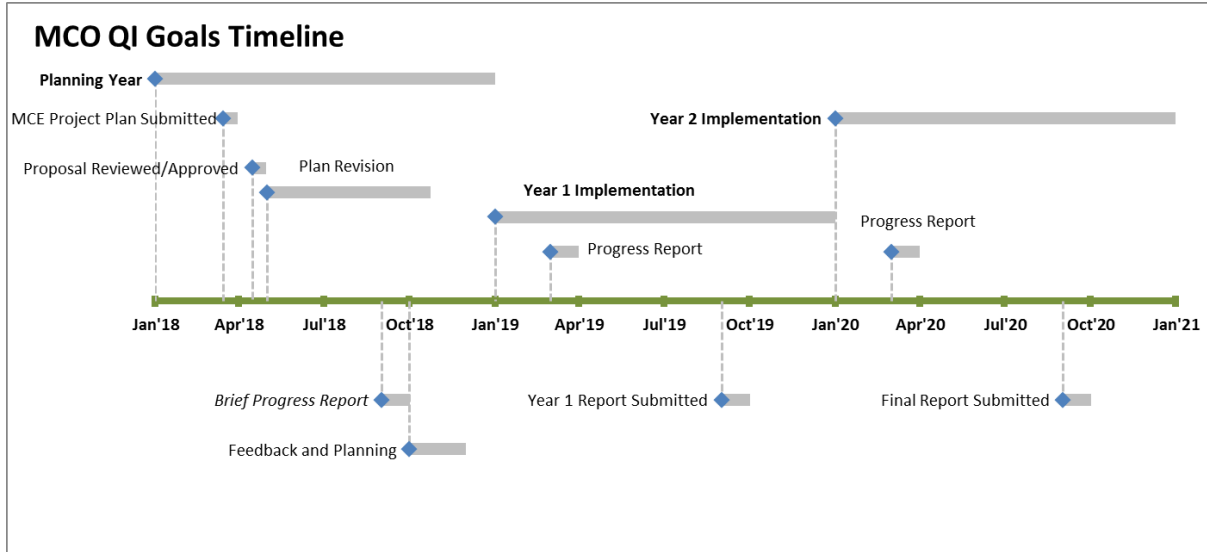 MCO QI Goals Timeline
Planning Year
MCE Project Plan Submitted
Year 2 Implementation
Proposal Reviewed/Approved
Plan Revision
Year 1 Implementation
Progress Report
Progress Report
Jan'18
Apr'18
Jul'18
Oct'18
Jan'19
Apr'19
Jul'19
Oct'19
Jan'20
Apr'20
Jul'20
Oct'20
Jan'21
Brief Progress Report
Year 1 Report Submitted
Final Report Submitted
Feedback and Planning